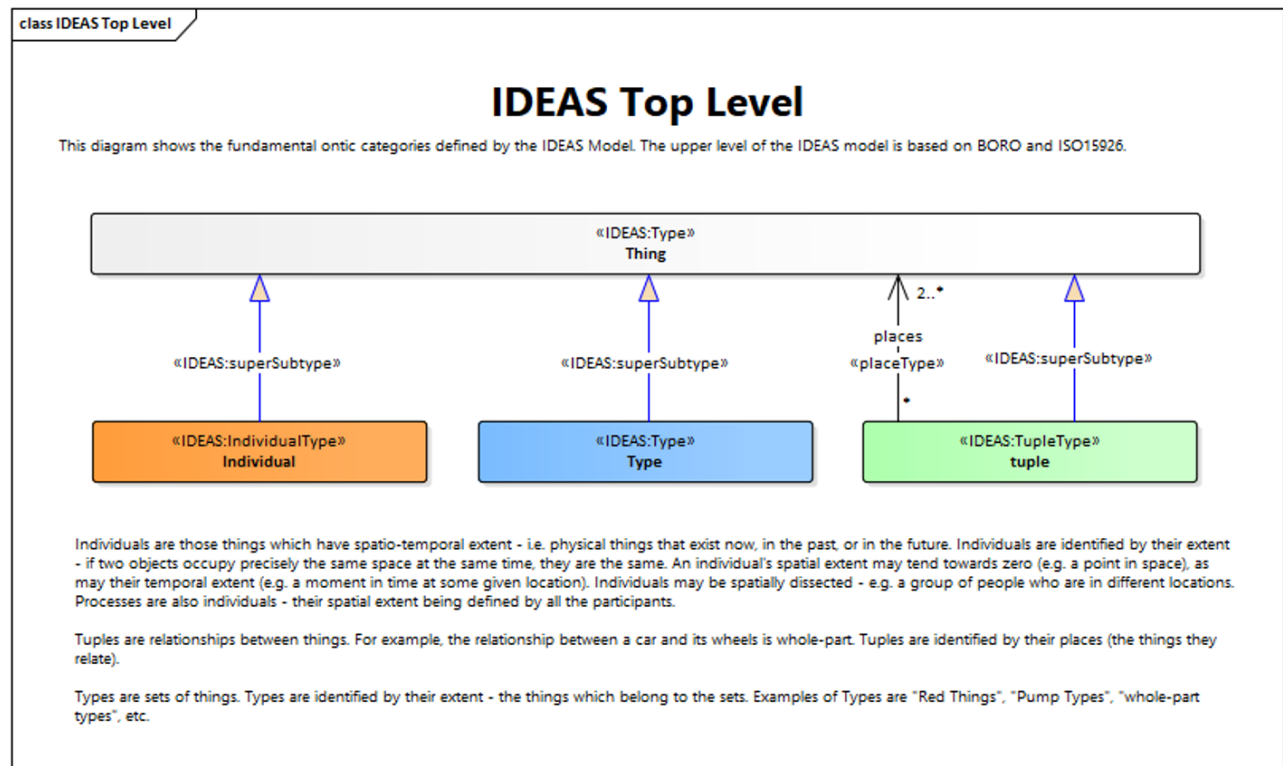 class IDEAS Top Level
IDEAS Top Level
This diagram shows the fundamental ontic categories defined by the IDEAS Model. The upper level of the IDEAS model is based on BORO and ISO15926.
«IDEAS:Type»
Thing
2..*
places
«placeType»
*
«IDEAS:superSubtype»
«IDEAS:superSubtype»
«IDEAS:superSubtype»
«IDEAS:IndividualType»
Individual
«IDEAS:Type»
Type
«IDEAS:TupleType»
tuple
Individuals are those things which have spatio-temporal extent - i.e. physical things that exist now, in the past, or in the future. Individuals are identified by their extent
- if two objects occupy precisely the same space at the same time, they are the same. An individual's spatial extent may tend towards zero (e.g. a point in space), as
may their temporal extent (e.g. a moment in time at some given location). Individuals may be spatially dissected - e.g. a group of people who are in different locations.
Processes are also individuals - their spatial extent being defined by all the participants.
Tuples are relationships between things. For example, the relationship between a car and its wheels is whole-part. Tuples are identified by their places (the things they
relate).
Types are sets of things. Types are identified by their extent - the things which belong to the sets. Examples of Types are "Red Things", "Pump Types", "whole-part
types", etc.